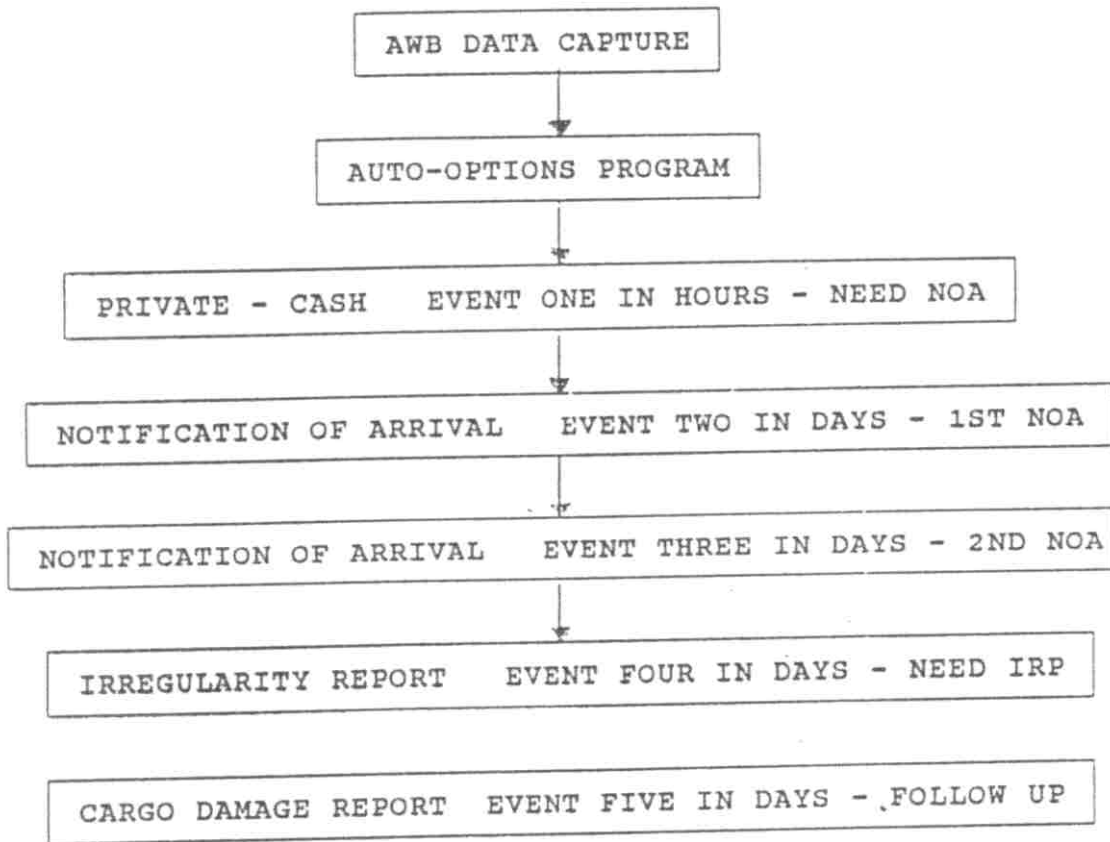 AWB DATA CAPTURE
AUTO-OPTIONS PROGRAM
PRIVATE - CASH EVENT ONE IN HOURS - NEED NOA
NOTIFICATION OF ARRIVAL EVENT TWO IN DAYS - 1ST NOA
NOTIFICATION OF ARRIVAL EVENT THREE IN DAYS - 2ND NOA
IRREGULARITY REPORT EVENT FOUR IN DAYS - NEED IRP
CARGO DAMAGE REPORT EVENT FIVE IN DAYS - FOLLOW UP